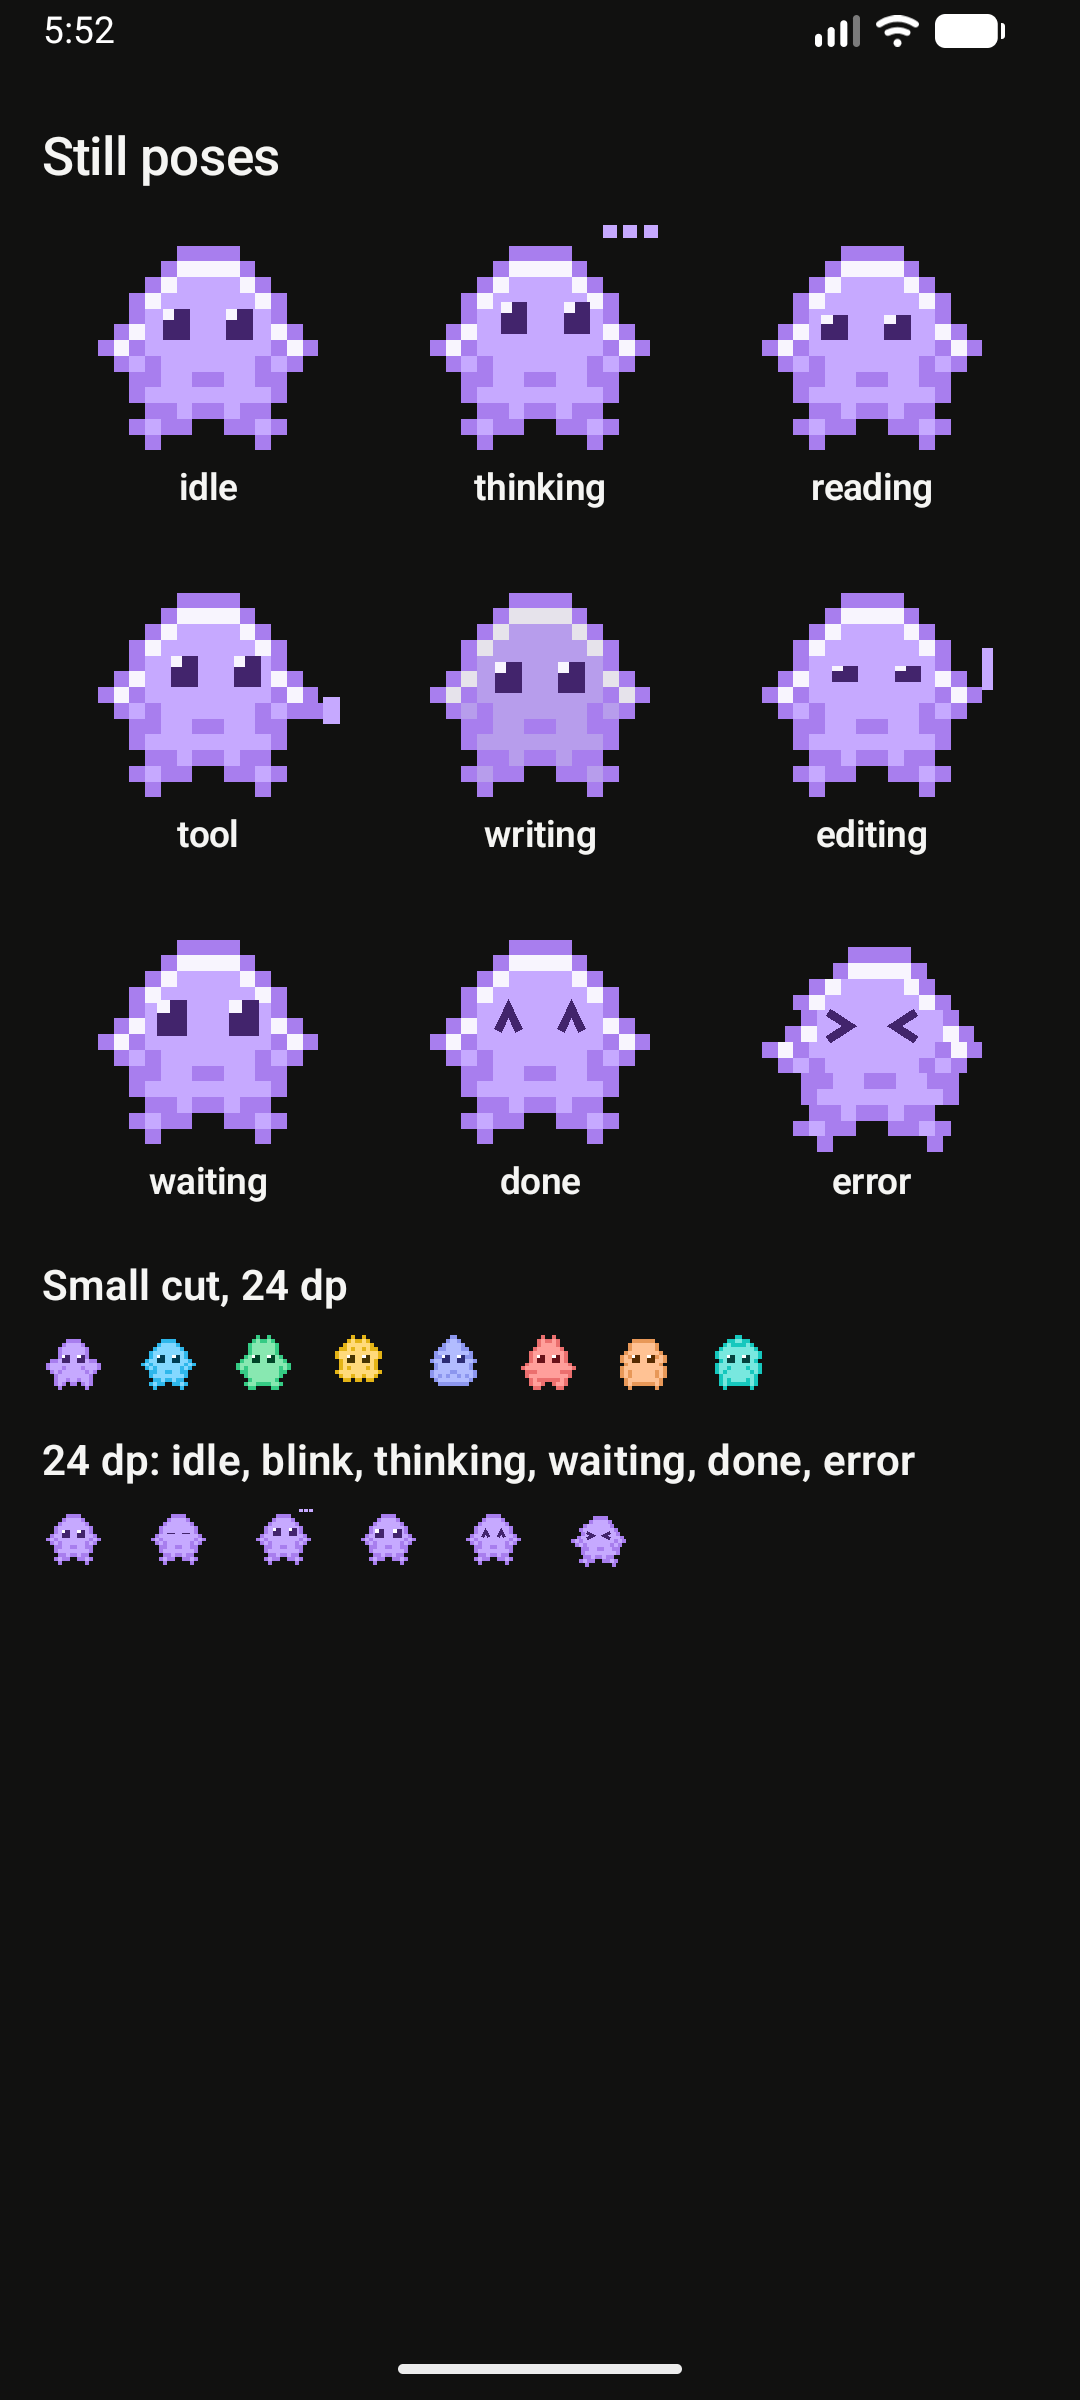 5:52
Still poses
idle
thinking
reading
tool
writing
editing
waiting
done
error
Small cut, 24 dp
24 dp: idle, blink, thinking, waiting, done, error